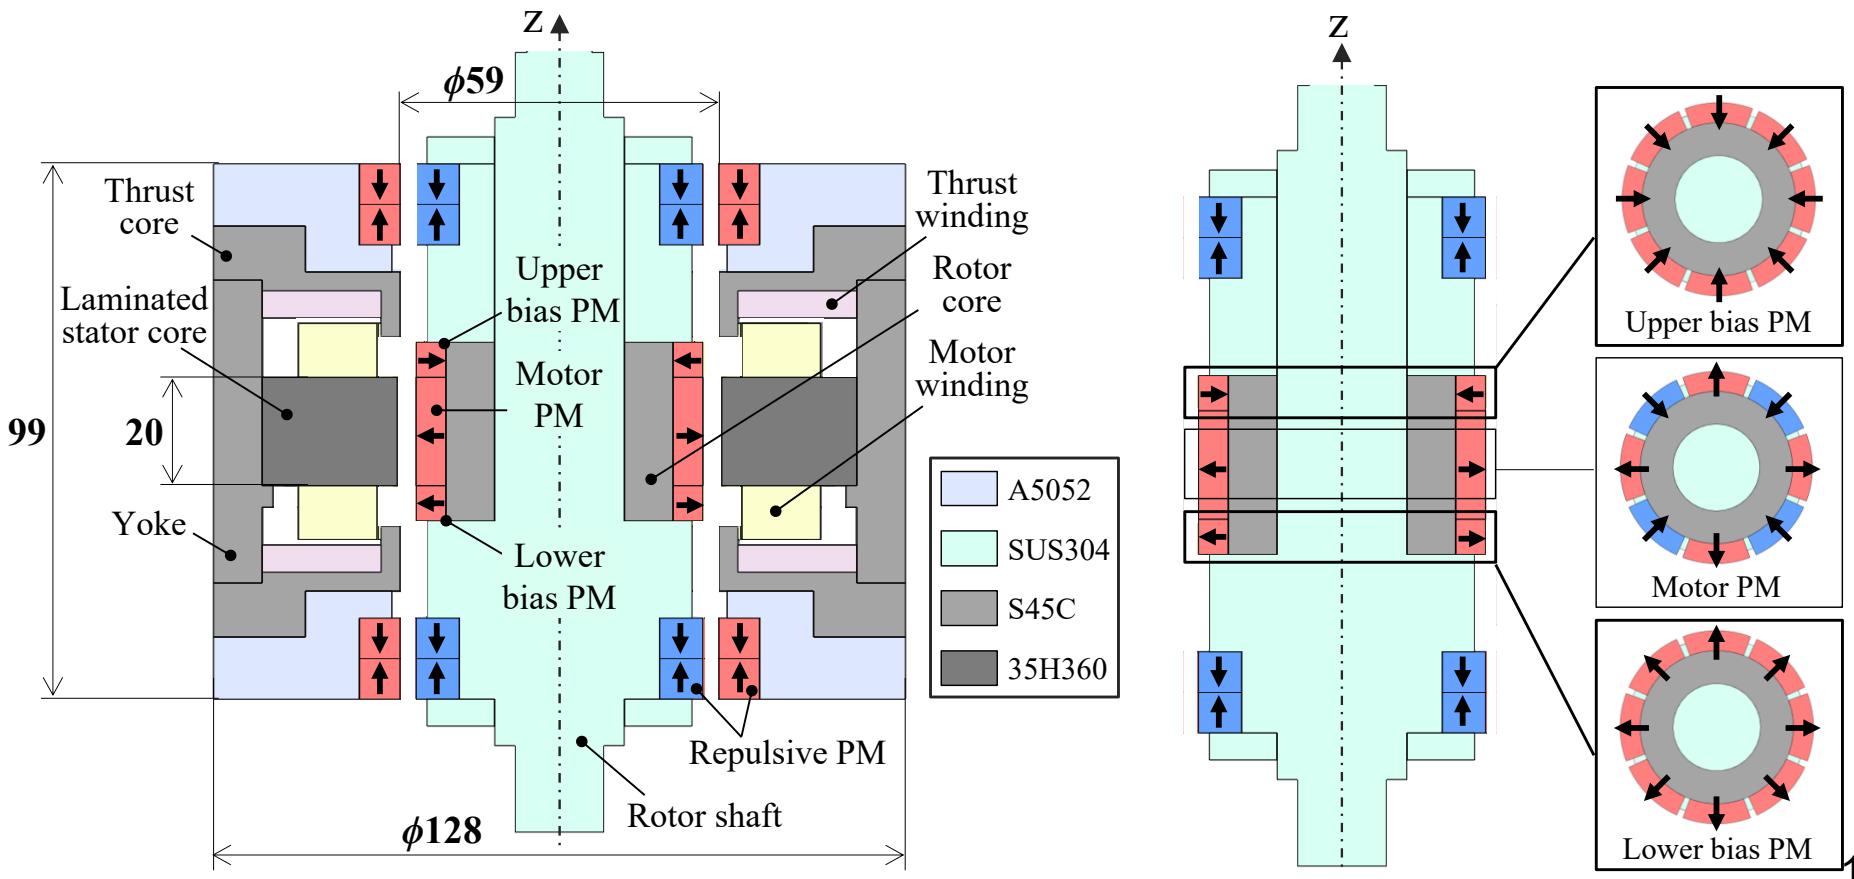 z
z
ϕ59
Thrust
core
Thrust
winding
Upper
bias PM
Rotor
core
Laminated
stator core
Upper bias PM
Motor
PM
Motor
winding
99
20
A5052
Yoke
SUS304
Lower
bias PM
Motor PM
S45C
35H360
Repulsive PM
Rotor shaft
ϕ128
Lower bias PM